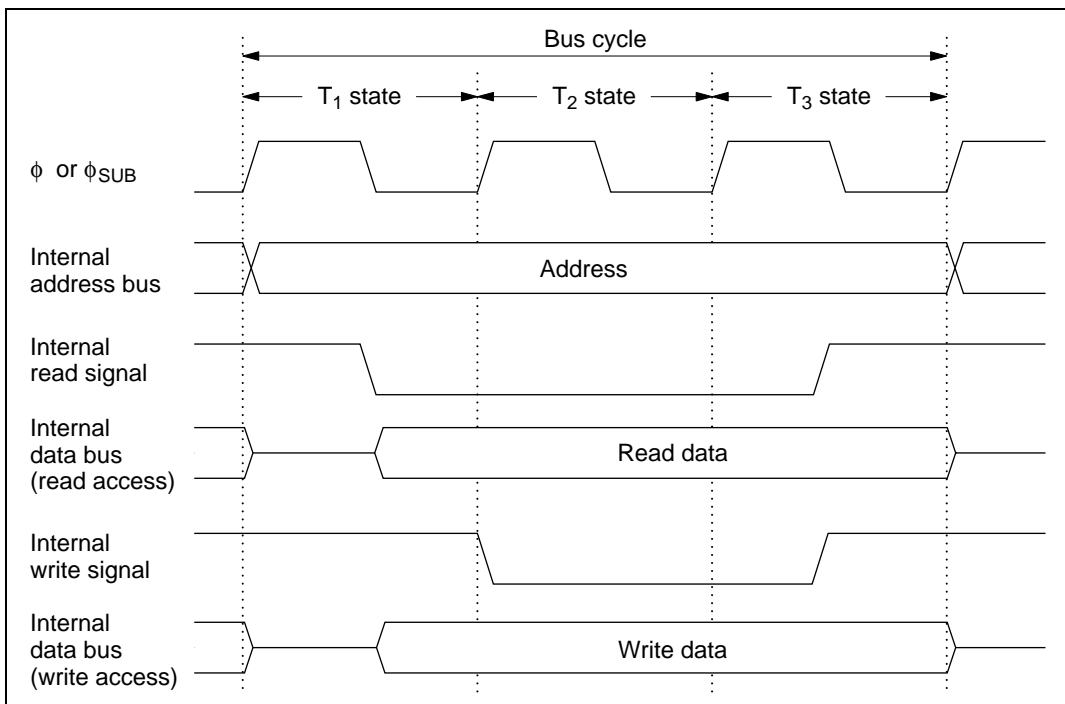 Bus cycle
T₁ state
T₂ state
T₃ state
ϕ or ϕSUB
Internal
address bus
Address
Internal
read signal
Internal
data bus
(read access)
Read data
Internal
write signal
Internal
data bus
(write access)
Write data